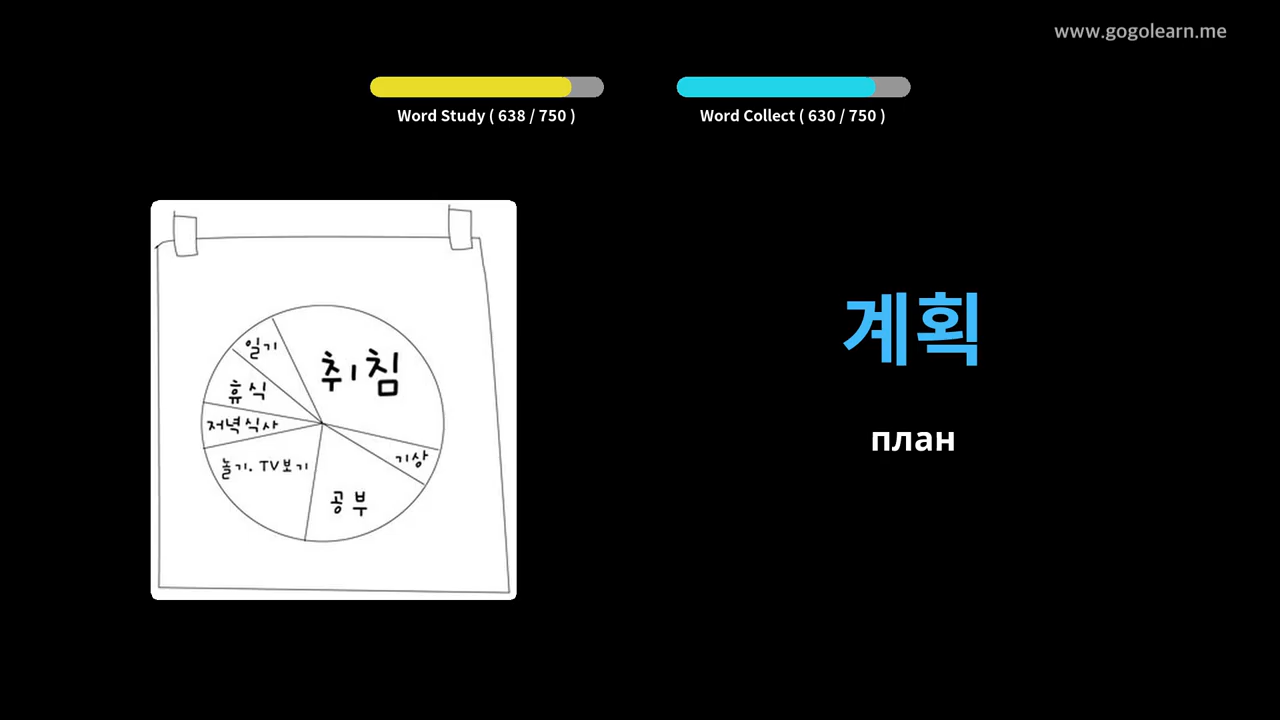 www.gogolearn.me
Word Study ( 638 / 750 )
Word Collect ( 630 / 750 )
일기
취침
휴식
저녁식사
놀기. TV보기
기상
공부
계획
план